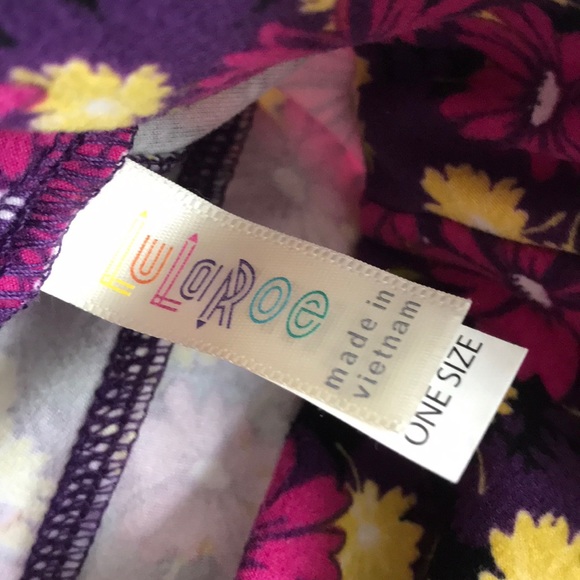 LuLaRoe
made in
vietnam
ONE SIZE